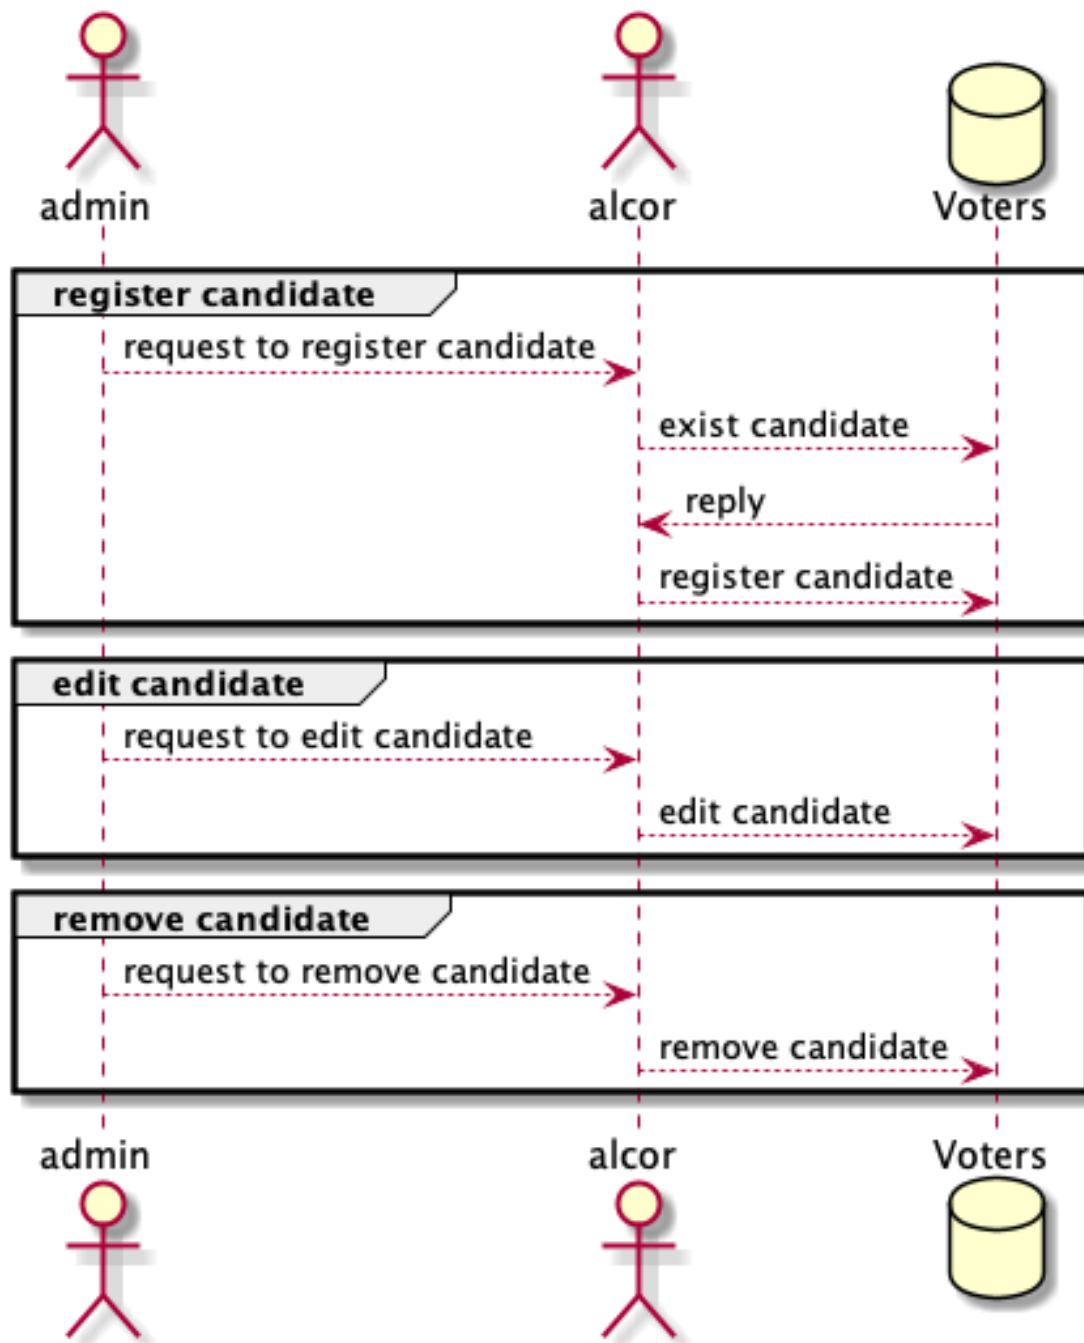 admin
alcor
Voters
register candidate
request to register candidate
exist candidate
reply
register candidate
edit candidate
request to edit candidate
edit candidate
remove candidate
request to remove candidate
remove candidate
admin
alcor
Voters